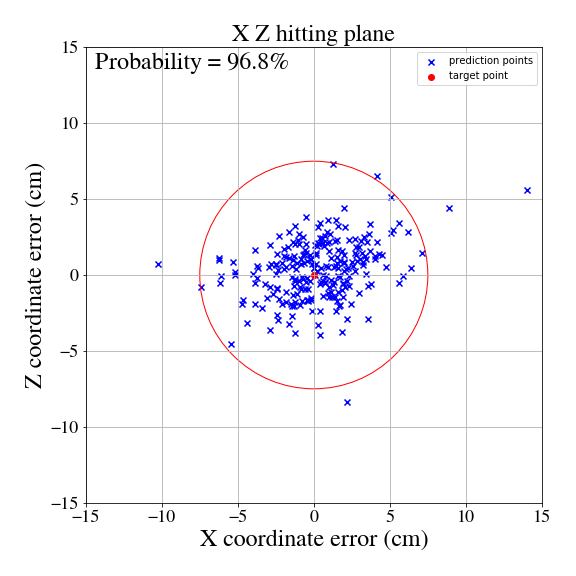 X Z hitting plane
Probability = 96.8%
prediction points
target point
15
10
5
0
−5
−10
−15
Z coordinate error (cm)
−15 −10 −5 0 5 10 15
X coordinate error (cm)